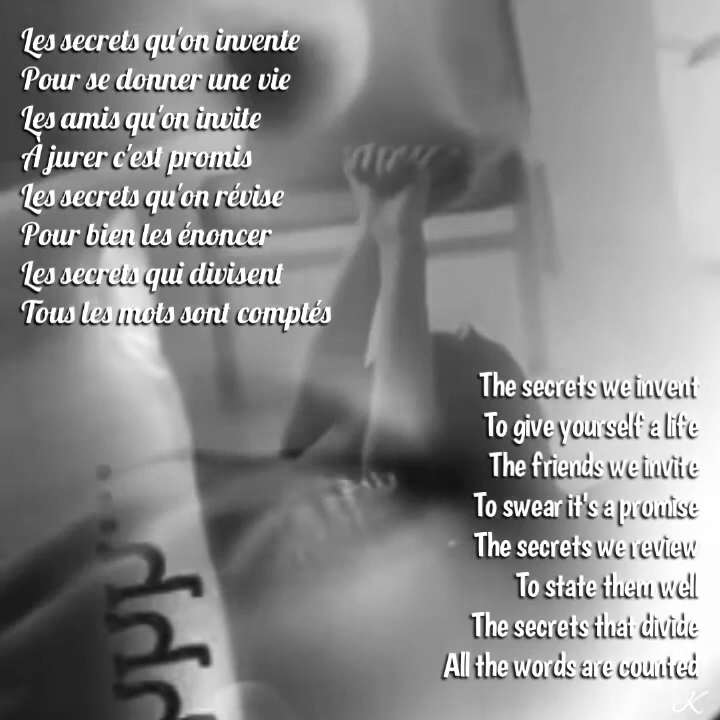 Les secrets qu'on invente
Pour se donner une vie
Les amis qu'on invite
À jurer c'est promis
Les secrets qu'on révise
Pour bien les énoncer
Les secrets qui divisent
Tous les mots sont comptés
The secrets we invent
To give yourself a life
The friends we invite
To swear it's a promise
The secrets we review
To state them well
The secrets that divide
All the words are counted
K